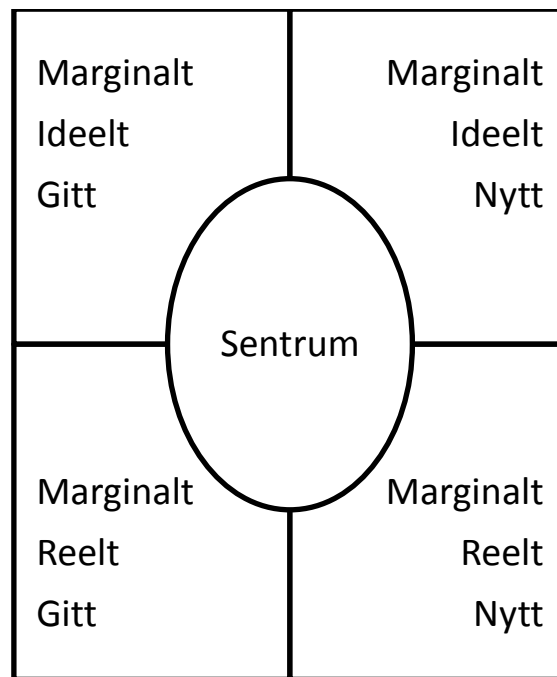 Marginalt
Ideelt
Gitt
Marginalt
Ideelt
Nytt
Sentrum
Marginalt
Reelt
Gitt
Marginalt
Reelt
Nytt